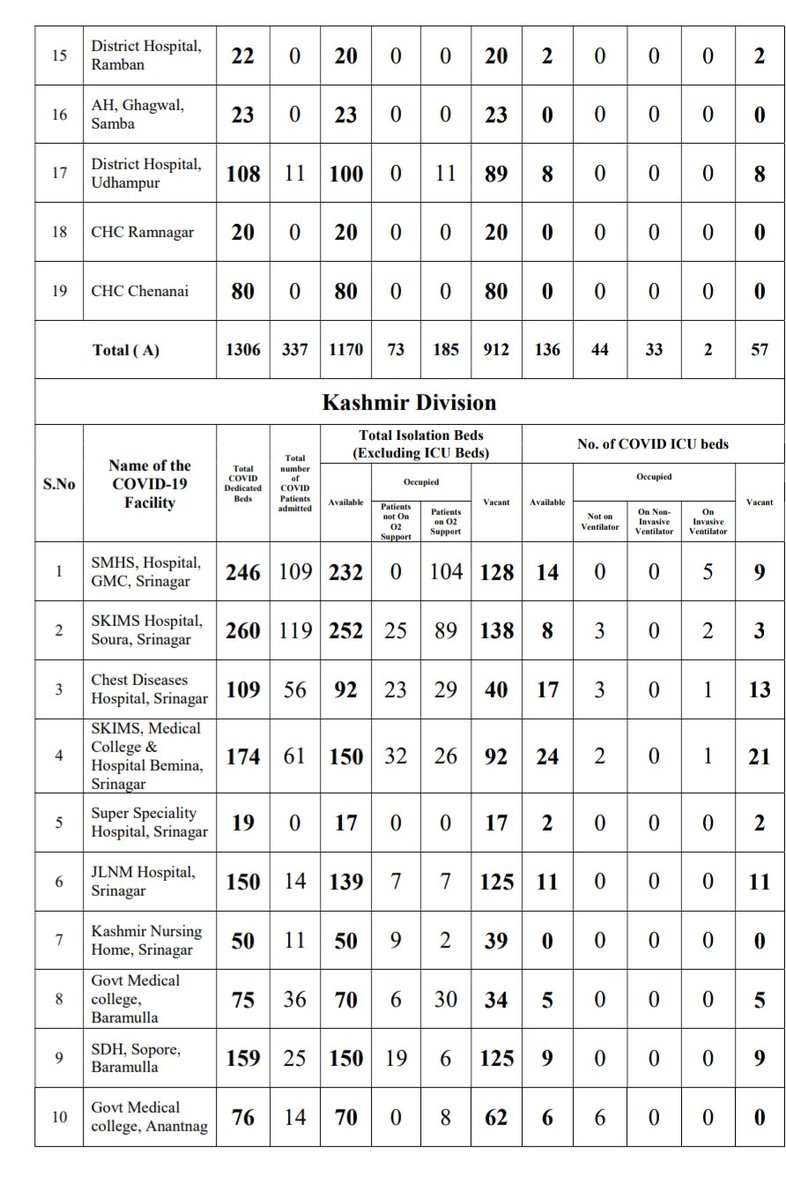 15 District Hospital, Ramban 22 0 20 0 0 20 2 0 0 0 2
16 AH, Ghagwal, Samba 23 0 23 0 0 23 0 0 0 0 0
17 District Hospital, Udhampur 108 11 100 0 11 89 8 0 0 0 8
18 CHC Ramnagar 20 0 20 0 0 20 0 0 0 0 0
19 CHC Chenanai 80 0 80 0 0 80 0 0 0 0 0
Total ( A) 1306 337 1170 73 185 912 136 44 33 2 57
Kashmir Division
S.No
Name of the COVID-19 Facility
Total COVID Dedicated Beds
Total number of COVID Patients admitted
Total Isolation Beds (Excluding ICU Beds)
No. of COVID ICU beds
Available
Occupied
Patients not On O2 Support
Patients on O2 Support
Vacant
Available
Occupied
Not on Ventilator
On Non-Invasive Ventilator
On Invasive Ventilator
Vacant
1 SMHS, Hospital, GMC, Srinagar 246 109 232 0 104 128 14 0 0 5 9
2 SKIMS Hospital, Soura, Srinagar 260 119 252 25 89 138 8 3 0 2 3
3 Chest Diseases Hospital, Srinagar 109 56 92 23 29 40 17 3 0 1 13
4 SKIMS, Medical College & Hospital Bemina, Srinagar 174 61 150 32 26 92 24 2 0 1 21
5 Super Speciality Hospital, Srinagar 19 0 17 0 0 17 2 0 0 0 2
6 JLNM Hospital, Srinagar 150 14 139 7 7 125 11 0 0 0 11
7 Kashmir Nursing Home, Srinagar 50 11 50 9 2 39 0 0 0 0 0
8 Govt Medical college, Baramulla 75 36 70 6 30 34 5 0 0 0 5
9 SDH, Sopore, Baramulla 159 25 150 19 6 125 9 0 0 0 9
10 Govt Medical college, Anantnag 76 14 70 0 8 62 6 6 0 0 0